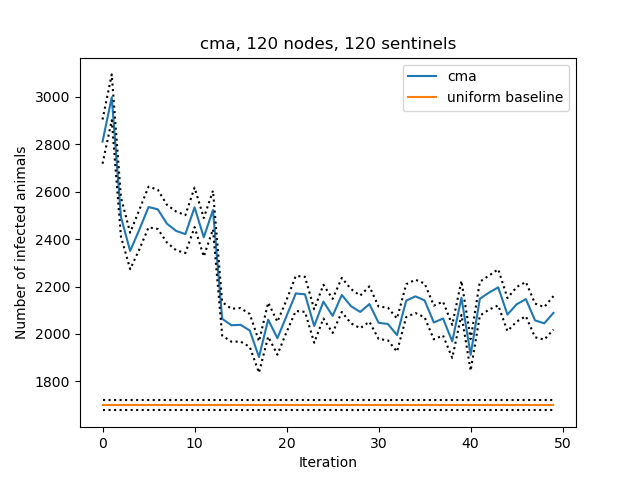 cma, 120 nodes, 120 sentinels
cma
uniform baseline
Number of infected animals
3000
2800
2600
2400
2200
2000
1800
0 10 20 30 40 50
Iteration